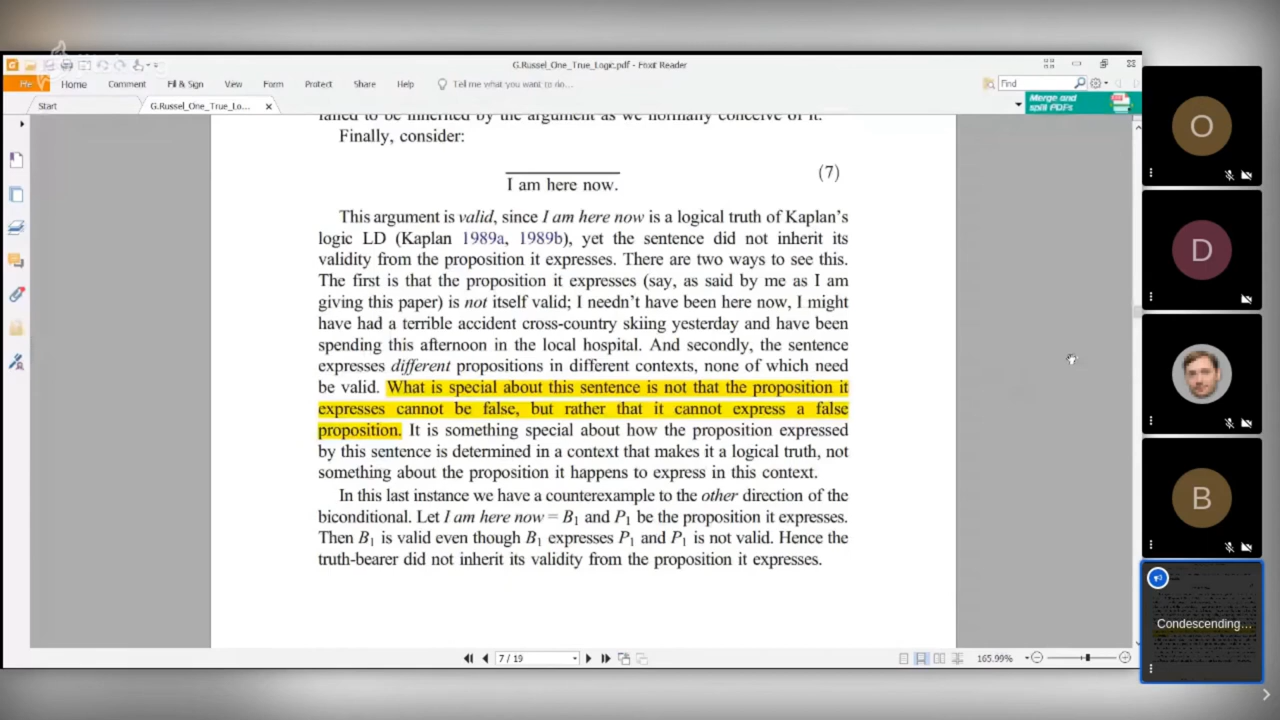 G.Russel_One_True_Logic.pdf - Foxit Reader
Home Comment Fill & Sign View Form Protect Share Help Tell me what you want to do...
Find
Merge and
split PDFs
Start G.Russel_One_True_Lo...
failed to be inherited by the argument as we normally conceive of it.
Finally, consider:
I am here now. (7)
This argument is valid, since I am here now is a logical truth of Kaplan's
logic LD (Kaplan 1989a, 1989b), yet the sentence did not inherit its
validity from the proposition it expresses. There are two ways to see this.
The first is that the proposition it expresses (say, as said by me as I am
giving this paper) is not itself valid; I needn't have been here now, I might
have had a terrible accident cross-country skiing yesterday and have been
spending this afternoon in the local hospital. And secondly, the sentence
expresses different propositions in different contexts, none of which need
be valid. What is special about this sentence is not that the proposition it
expresses cannot be false, but rather that it cannot express a false
proposition. It is something special about how the proposition expressed
by this sentence is determined in a context that makes it a logical truth, not
something about the proposition it happens to express in this context.
In this last instance we have a counterexample to the other direction of the
biconditional. Let I am here now = B₁ and P₁ be the proposition it expresses.
Then B₁ is valid even though B₁ expresses P₁ and P₁ is not valid. Hence the
truth-bearer did not inherit its validity from the proposition it expresses.
7 / 19
165.99%
O
D
B
Condescending...